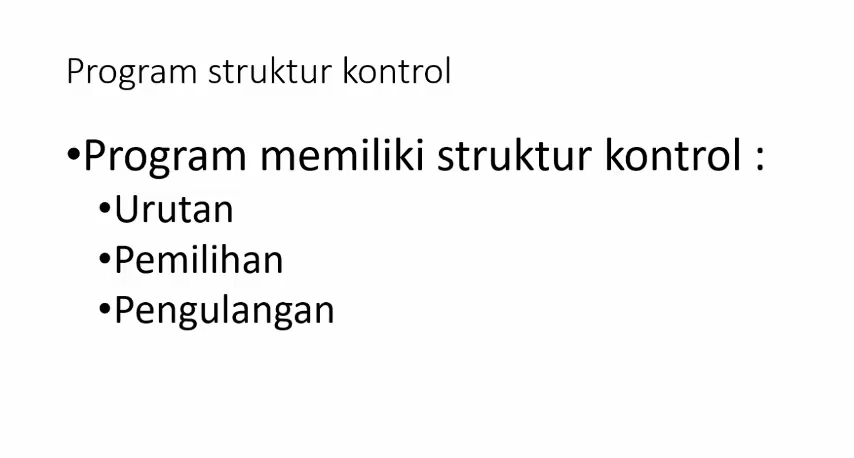 Program struktur kontrol
•Program memiliki struktur kontrol :
•Urutan
•Pemilihan
•Pengulangan